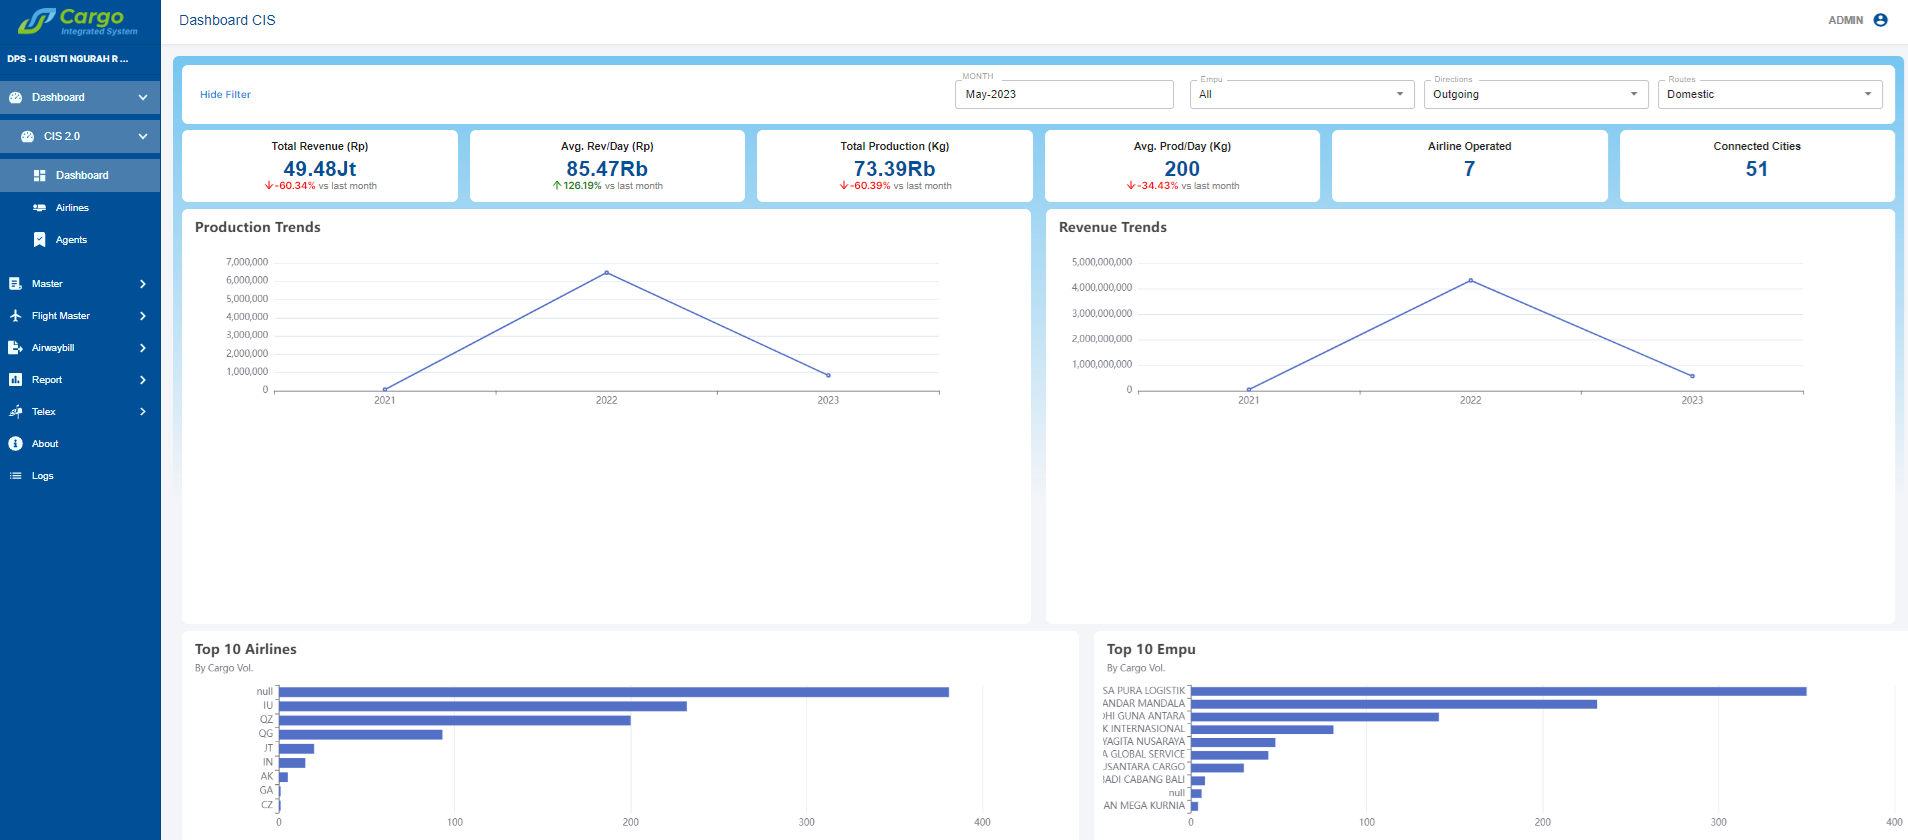 Cargo
Integrated System
DPS - I GUSTI NGURAH R ...
Dashboard
CIS 2.0
Dashboard
Airlines
Agents
Master
Flight Master
Airwaybill
Report
Telex
About
Logs
Dashboard CIS
ADMIN
Hide Filter
MONTH
May-2023
Empu
All
Directions
Outgoing
Routes
Domestic
Total Revenue (Rp)
49.48Jt
-60.34% vs last month
Avg. Rev/Day (Rp)
85.47Rb
126.19% vs last month
Total Production (Kg)
73.39Rb
-60.39% vs last month
Avg. Prod/Day (Kg)
200
-34.43% vs last month
Airline Operated
7
Connected Cities
51
Production Trends
7,000,000
6,000,000
5,000,000
4,000,000
3,000,000
2,000,000
1,000,000
0
2021 2022 2023
Revenue Trends
5,000,000,000
4,000,000,000
3,000,000,000
2,000,000,000
1,000,000,000
0
2021 2022 2023
Top 10 Airlines
By Cargo Vol.
null
IU
QZ
QG
JT
IN
AK
GA
CZ
0 100 200 300 400
Top 10 Empu
By Cargo Vol.
SA PURA LOGISTIK
ANDAR MANDALA
DHI GUNA ANTARA
K INTERNASIONAL
YAGITA NUSARAYA
A GLOBAL SERVICE
USANTARA CARGO
BADI CABANG BALI
null
AN MEGA KURNIA
0 100 200 300 400